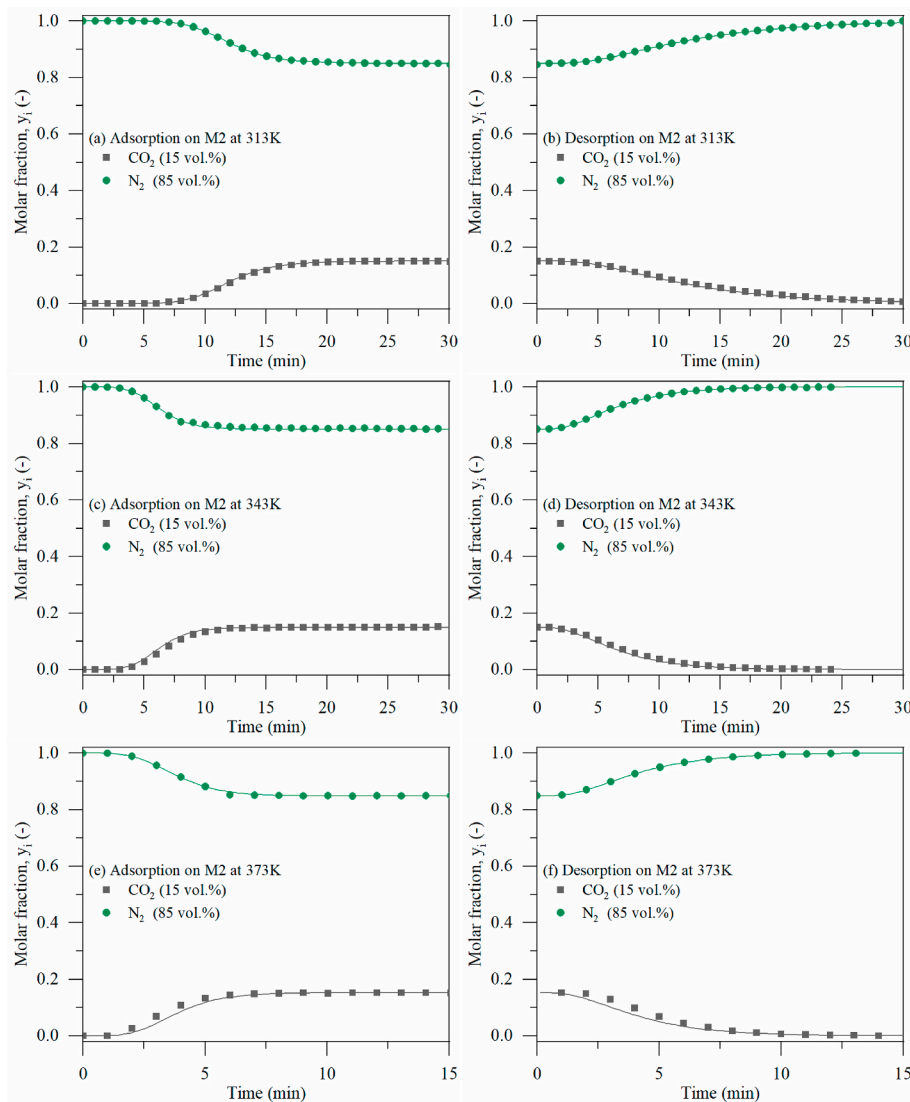 1.0
0.8
0.6
0.4
0.2
0.0
Molar fraction, yᵢ (-)
(a) Adsorption on M2 at 313K
CO₂ (15 vol.%)
N₂ (85 vol.%)
0 5 10 15 20 25 30
Time (min)
1.0
0.8
0.6
0.4
0.2
0.0
Molar fraction, yᵢ (-)
(b) Desorption on M2 at 313K
CO₂ (15 vol.%)
N₂ (85 vol.%)
0 5 10 15 20 25 30
Time (min)
1.0
0.8
0.6
0.4
0.2
0.0
Molar fraction, yᵢ (-)
(c) Adsorption on M2 at 343K
CO₂ (15 vol.%)
N₂ (85 vol.%)
0 5 10 15 20 25 30
Time (min)
1.0
0.8
0.6
0.4
0.2
0.0
Molar fraction, yᵢ (-)
(d) Desorption on M2 at 343K
CO₂ (15 vol.%)
N₂ (85 vol.%)
0 5 10 15 20 25 30
Time (min)
1.0
0.8
0.6
0.4
0.2
0.0
Molar fraction, yᵢ (-)
(e) Adsorption on M2 at 373K
CO₂ (15 vol.%)
N₂ (85 vol.%)
0 5 10 15
Time (min)
1.0
0.8
0.6
0.4
0.2
0.0
Molar fraction, yᵢ (-)
(f) Desorption on M2 at 373K
CO₂ (15 vol.%)
N₂ (85 vol.%)
0 5 10 15
Time (min)